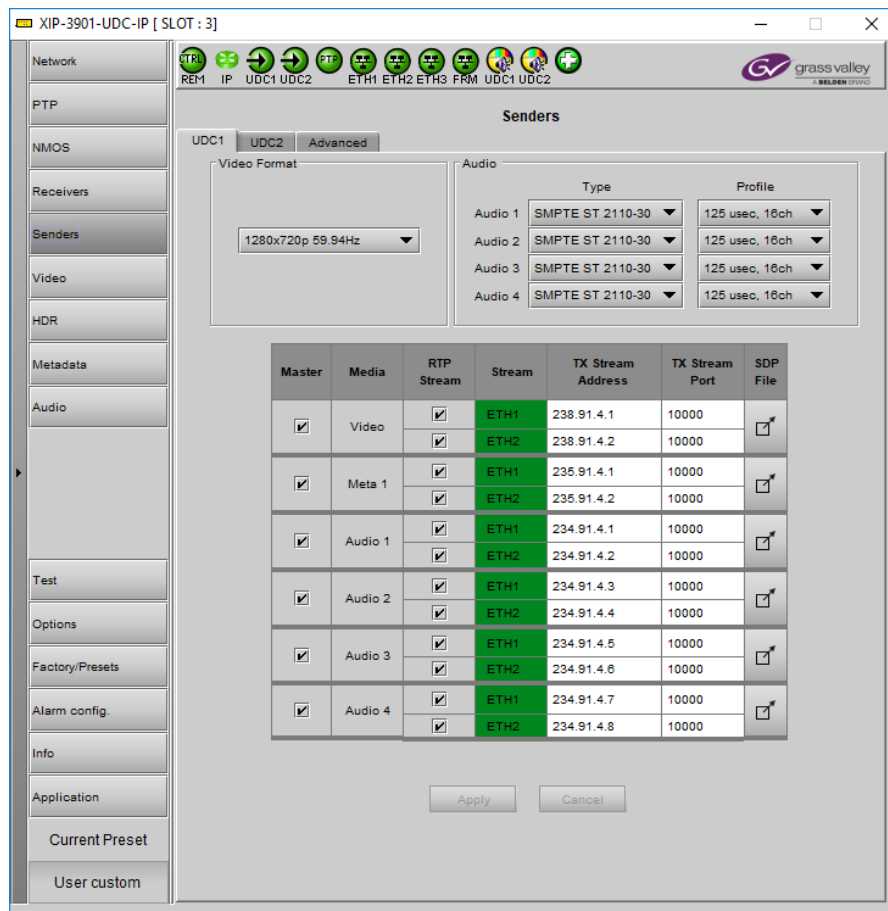 XIP-3901-UDC-IP [ SLOT : 3]
Network
PTP
NMOS
Receivers
Senders
Video
HDR
Metadata
Audio
Test
Options
Factory/Presets
Alarm config.
Info
Application
Current Preset
User custom
CTRL PTP
REM IP UDC1 UDC2 ETH1 ETH2 ETH3 FRM UDC1 UDC2
GV grass valley
A BELDEN BRAND
Senders
UDC1 UDC2 Advanced
Video Format
1280x720p 59.94Hz
Audio
Type Profile
Audio 1 SMPTE ST 2110-30 125 usec, 16ch
Audio 2 SMPTE ST 2110-30 125 usec, 16ch
Audio 3 SMPTE ST 2110-30 125 usec, 16ch
Audio 4 SMPTE ST 2110-30 125 usec, 16ch
Master Media RTP Stream Stream TX Stream Address TX Stream Port SDP File
Video ETH1 238.91.4.1 10000
ETH2 238.91.4.2 10000
Meta 1 ETH1 235.91.4.1 10000
ETH2 235.91.4.2 10000
Audio 1 ETH1 234.91.4.1 10000
ETH2 234.91.4.2 10000
Audio 2 ETH1 234.91.4.3 10000
ETH2 234.91.4.4 10000
Audio 3 ETH1 234.91.4.5 10000
ETH2 234.91.4.6 10000
Audio 4 ETH1 234.91.4.7 10000
ETH2 234.91.4.8 10000
Apply Cancel